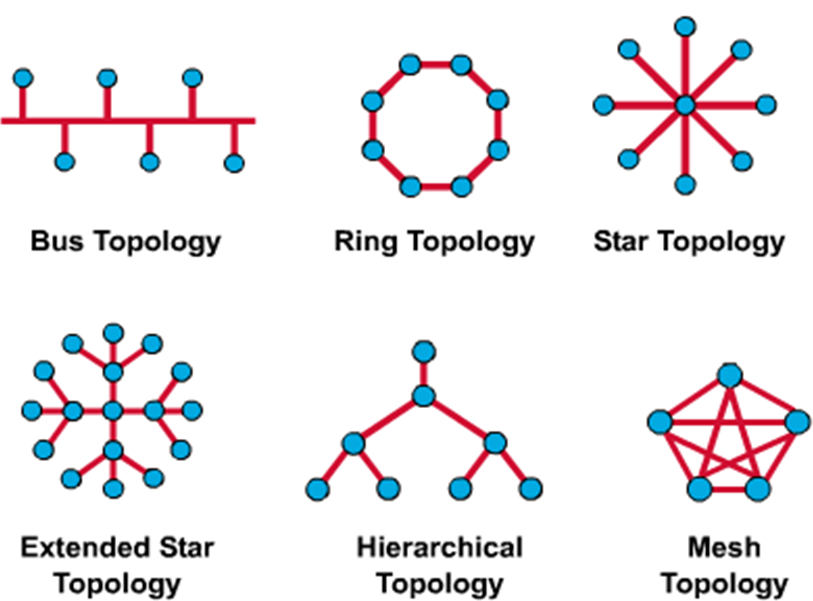 Bus Topology
Ring Topology
Star Topology
Extended Star
Topology
Hierarchical
Topology
Mesh
Topology